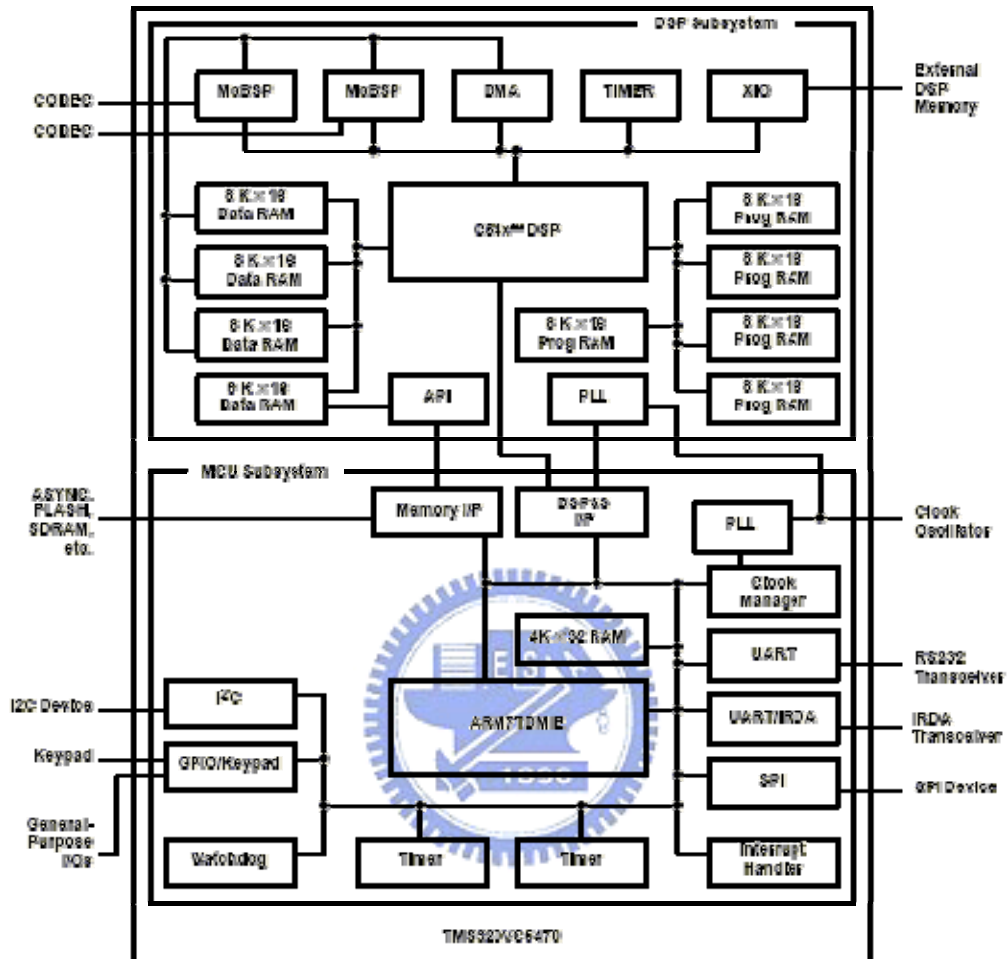 DSP Subsystem
McBSP
McBSP
DMA
TIMER
XIO
CODEC
CODEC
External
DSP
Memory
8 K × 16
Data RAM
8 K × 16
Data RAM
8 K × 16
Data RAM
8 K × 16
Data RAM
C54x™ DSP
8 K × 16
Prog RAM
8 K × 16
Prog RAM
8 K × 16
Prog RAM
8 K × 16
Prog RAM
8 K × 16
Prog RAM
API
PLL
MCU Subsystem
ASYNC,
FLASH,
SDRAM,
etc.
Memory I/F
I/F
PLL
Clock
Oscillator
Clock
Manager
4K × 32 RAM
UART
RS232
Transceiver
I2C Device
I²C
ARM7TDMIE
UART/IRDA
IRDA
Transceiver
Keypad
GPIO/Keypad
1896
SPI
SPI Device
General-
Purpose
I/Os
Watchdog
Timer
Timer
Interrupt
Handler
TMS320VC5470